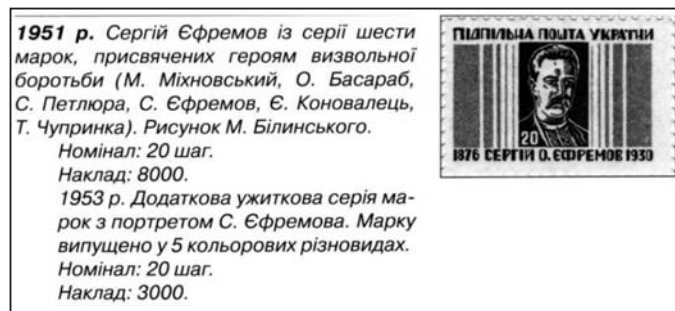 1951 р. Сергій Єфремов із серії шести
марок, присвячених героям визвольної
боротьби (М. Міхновський, О. Басараб,
С. Петлюра, С. Єфремов, Є. Коновалець,
Т. Чупринка). Рисунок М. Білинського.
Номінал: 20 шаг.
Наклад: 8000.
1953 р. Додаткова ужиткова серія ма-
рок з портретом С. Єфремова. Марку
випущено у 5 кольорових різновидах.
Номінал: 20 шаг.
Наклад: 3000.
ПІДПІЛЬНА ПОШТА УКРАЇНИ
20
1876 СЕРГІЙ О. ЄФРЕМОВ 1930